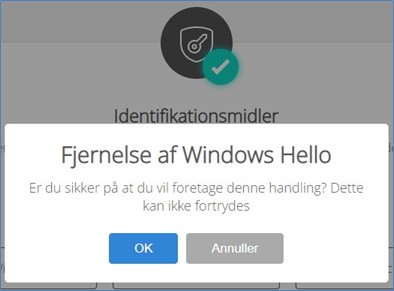 Identifikationsmidler
Fjernelse af Windows Hello
Er du sikker på at du vil foretage denne handling? Dette
kan ikke fortrydes
OK
Annuller